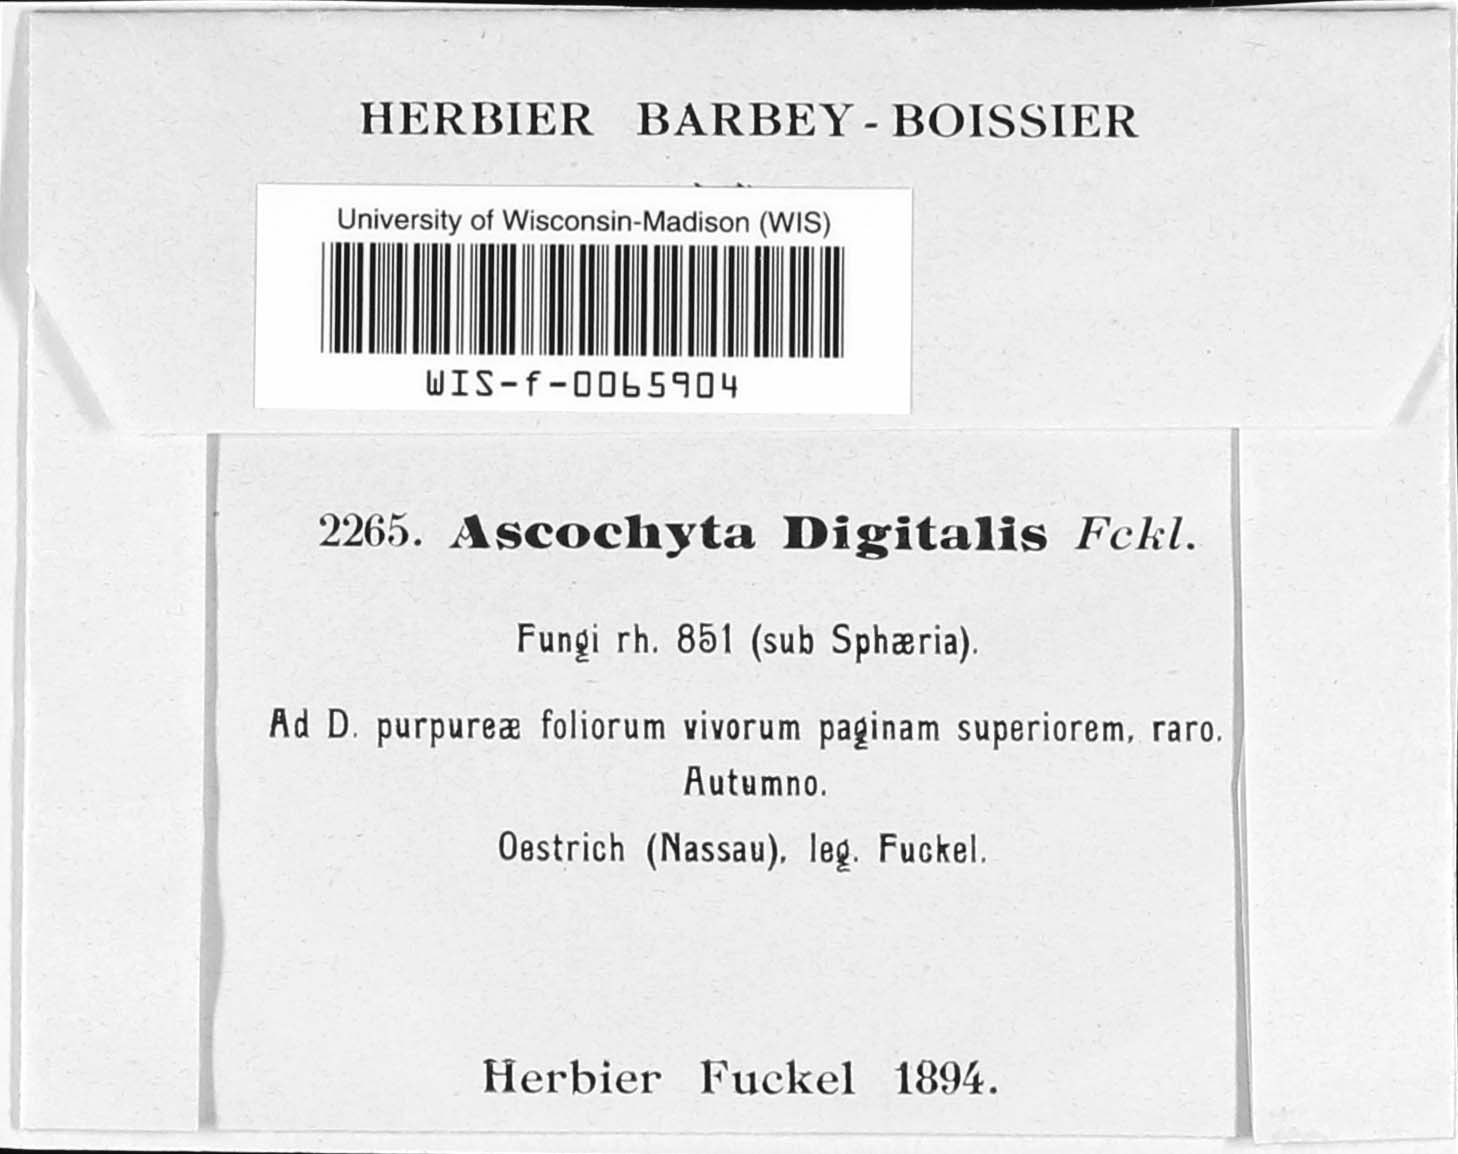 HERBIER BARBEY-BOISSIER
University of Wisconsin-Madison (WIS)
WIS-f-0065904
2265. Ascochyta Digitalis Fckl.
Fungi rh. 851 (sub Sphæria).
Ad D. purpureæ foliorum vivorum paginam superiorem, raro.
Autumno.
Oestrich (Nassau), leg. Fuckel.
Herbier Fuckel 1894.